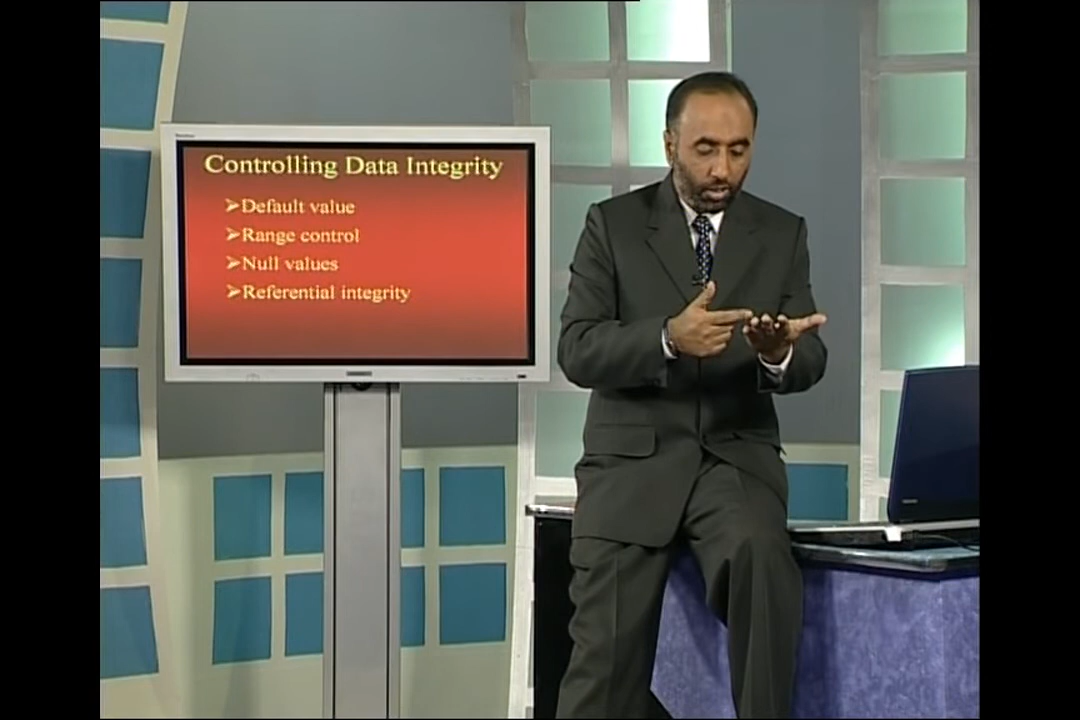 Controlling Data Integrity
➢Default value
➢Range control
➢Null values
➢Referential integrity